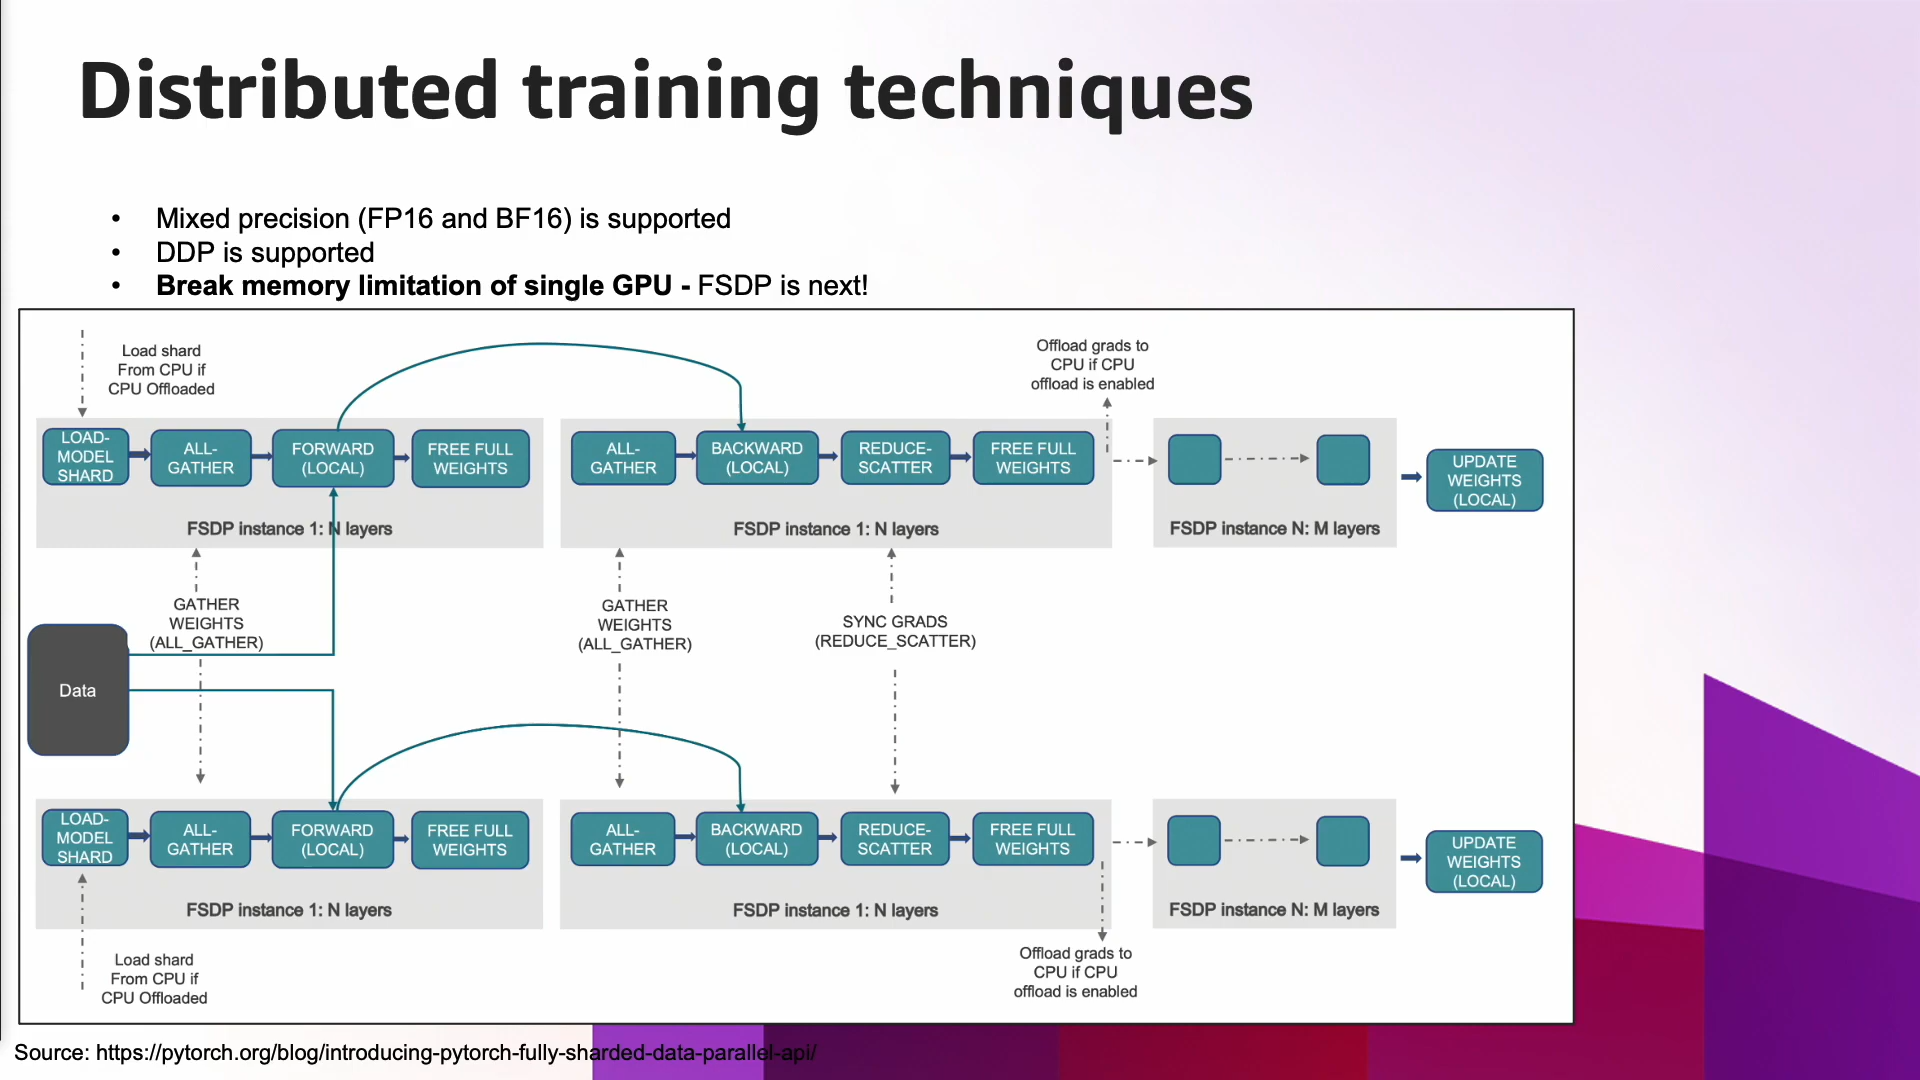 Distributed training techniques
• Mixed precision (FP16 and BF16) is supported
• DDP is supported
• Break memory limitation of single GPU - FSDP is next!
Load shard
From CPU if
CPU Offloaded
Offload grads to
CPU if CPU
offload is enabled
LOAD-
MODEL
SHARD
ALL-
GATHER
FORWARD
(LOCAL)
FREE FULL
WEIGHTS
FSDP instance 1: N layers
ALL-
GATHER
BACKWARD
(LOCAL)
REDUCE-
SCATTER
FREE FULL
WEIGHTS
FSDP instance 1: N layers
FSDP instance N: M layers
UPDATE
WEIGHTS
(LOCAL)
GATHER
WEIGHTS
(ALL_GATHER)
GATHER
WEIGHTS
(ALL_GATHER)
SYNC GRADS
(REDUCE_SCATTER)
Data
LOAD-
MODEL
SHARD
ALL-
GATHER
FORWARD
(LOCAL)
FREE FULL
WEIGHTS
FSDP instance 1: N layers
ALL-
GATHER
BACKWARD
(LOCAL)
REDUCE-
SCATTER
FREE FULL
WEIGHTS
FSDP instance 1: N layers
FSDP instance N: M layers
UPDATE
WEIGHTS
(LOCAL)
Load shard
From CPU if
CPU Offloaded
Offload grads to
CPU if CPU
offload is enabled
Source: https://pytorch.org/blog/introducing-pytorch-fully-sharded-data-parallel-api/